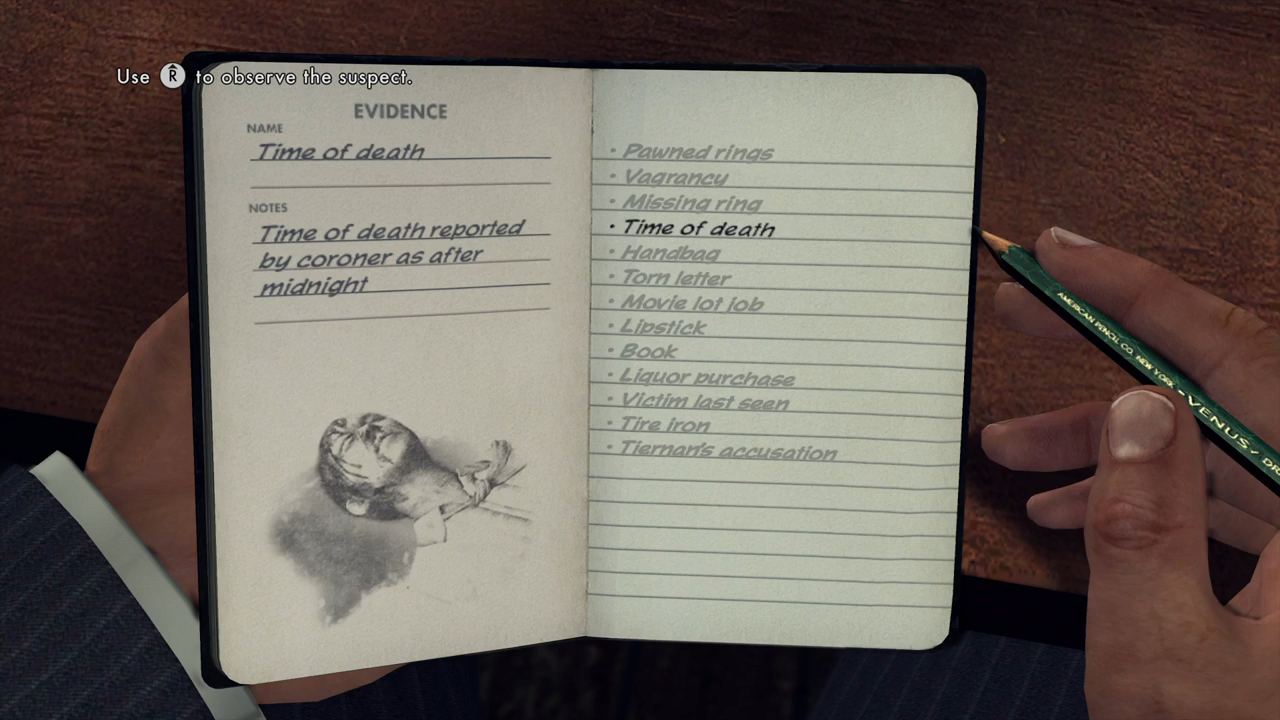 Use R to observe the suspect.
EVIDENCE
NAME
Time of death
NOTES
Time of death reported
by coroner as after
midnight
• Pawned rings
• Vagrancy
• Missing ring
• Time of death
• Handbag
• Torn letter
• Movie lot job
• Lipstick
• Book
• Liquor purchase
• Victim last seen
• Tire iron
• Tiernan's accusation
AMERICAN PENCIL CO. NEW YORK - VENUS / DR